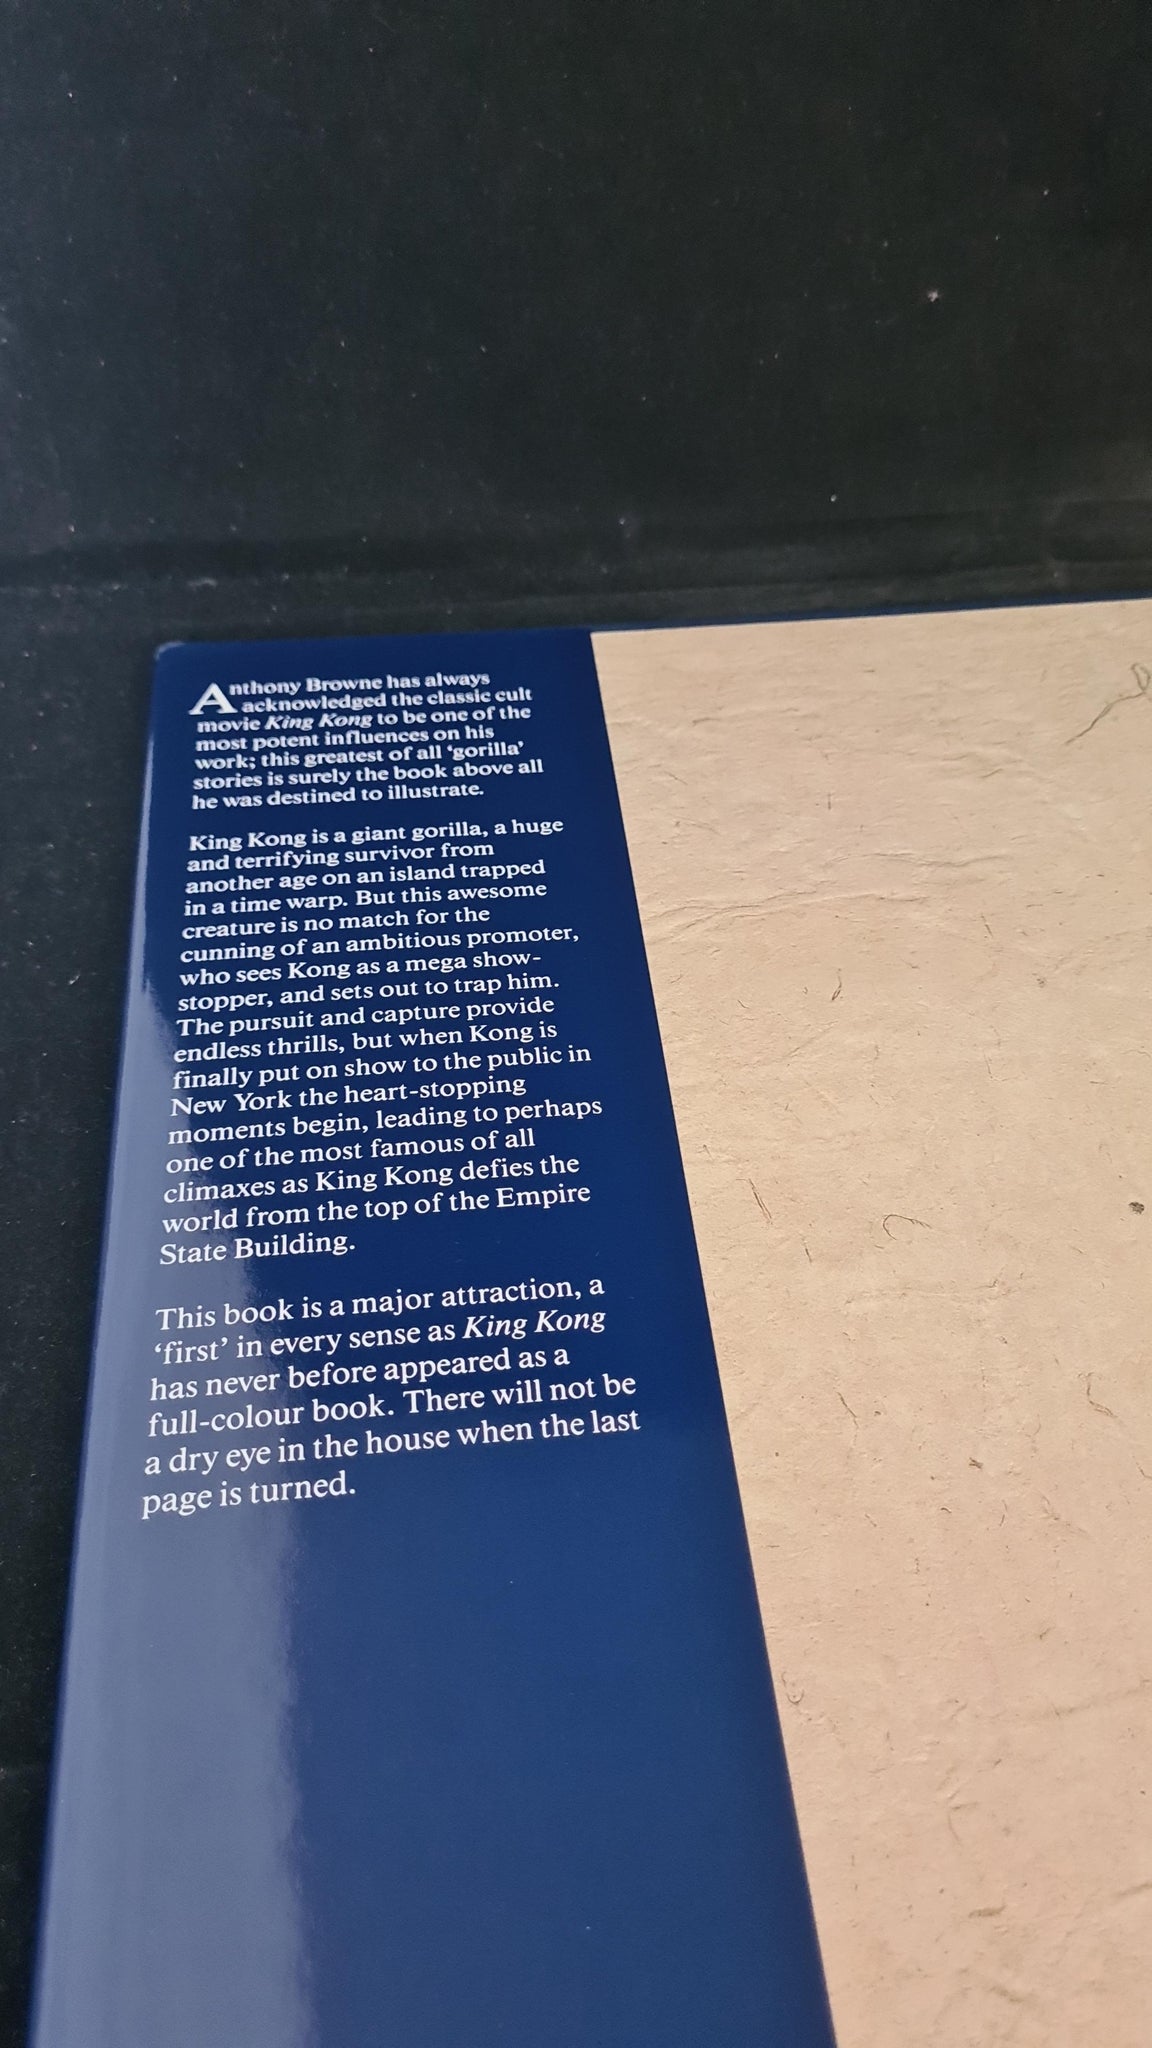 Anthony Browne has always
acknowledged the classic cult
movie King Kong to be one of the
most potent influences on his
work; this greatest of all ‘gorilla’
stories is surely the book above all
he was destined to illustrate.
King Kong is a giant gorilla, a huge
and terrifying survivor from
another age on an island trapped
in a time warp. But this awesome
creature is no match for the
cunning of an ambitious promoter,
who sees Kong as a mega show-
stopper, and sets out to trap him.
The pursuit and capture provide
endless thrills, but when Kong is
finally put on show to the public in
New York the heart-stopping
moments begin, leading to perhaps
one of the most famous of all
climaxes as King Kong defies the
world from the top of the Empire
State Building.
This book is a major attraction, a
‘first’ in every sense as King Kong
has never before appeared as a
full-colour book. There will not be
a dry eye in the house when the last
page is turned.